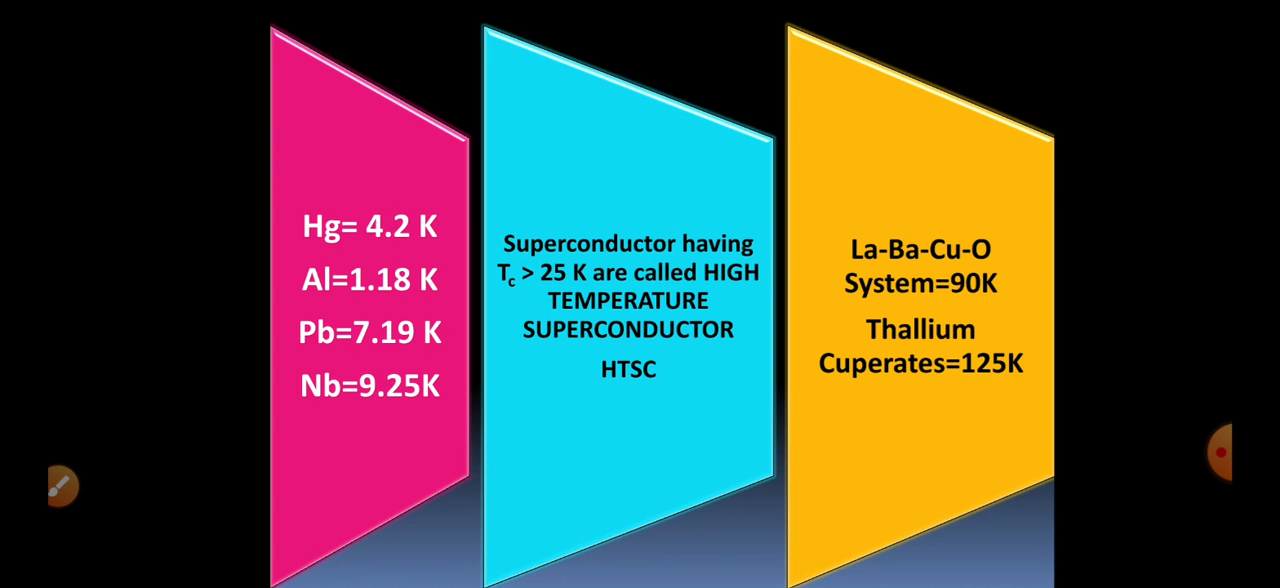 Hg= 4.2 K
Al=1.18 K
Pb=7.19 K
Nb=9.25K
Superconductor having
Tc > 25 K are called HIGH
TEMPERATURE
SUPERCONDUCTOR
HTSC
La-Ba-Cu-O
System=90K
Thallium
Cuperates=125K